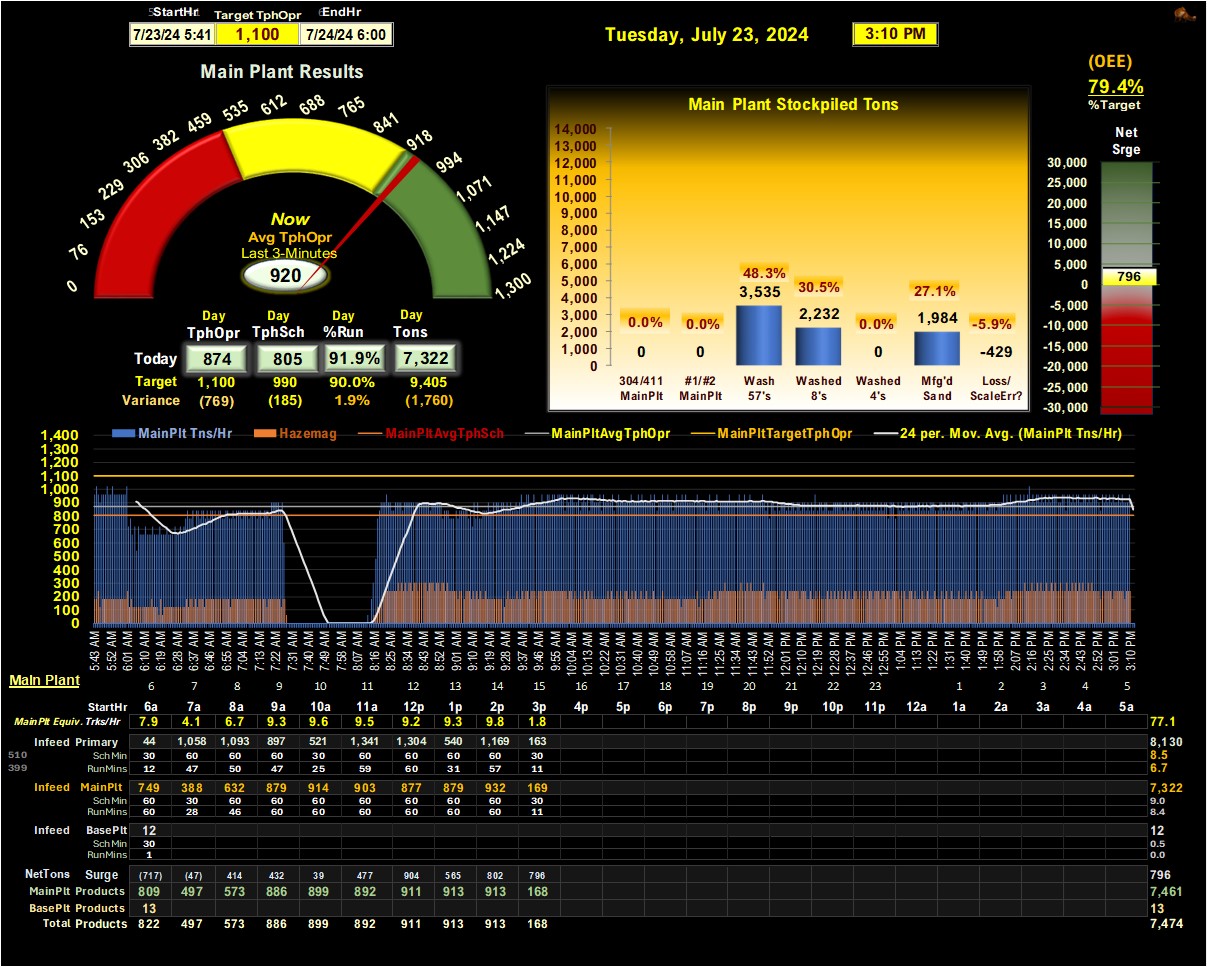 StartHr Target TphOpr EndHr
7/23/24 5:41 1,100 7/24/24 6:00
Tuesday, July 23, 2024 3:10 PM
(OEE)
79.4%
%Target
Main Plant Results
0 76 153 229 306 382 459 535 612 688 765 841 918 994 1,071 1,147 1,224 1,300
Now
Avg TphOpr
Last 3-Minutes
920
Day Day Day Day
TphOpr TphSch %Run Tons
Today 874 805 91.9% 7,322
Target 1,100 990 90.0% 9,405
Variance (769) (185) 1.9% (1,760)
Main Plant Stockpiled Tons
14,000
13,000
12,000
11,000
10,000
9,000
8,000
7,000
6,000
5,000
4,000
3,000
2,000
1,000
0
0.0% 0.0% 48.3% 30.5% 0.0% 27.1% -5.9%
0 0 3,535 2,232 0 1,984 -429
304/411 #1/#2 Wash Washed Washed Mfg'd Loss/
MainPlt MainPlt 57's 8's 4's Sand ScaleErr?
Net
Srge
30,000
25,000
20,000
15,000
10,000
5,000
796
0
-5,000
-10,000
-15,000
-20,000
-25,000
-30,000
MainPlt Tns/Hr Hazemag MainPltAvgTphSch MainPltAvgTphOpr MainPltTargetTphOpr 24 per. Mov. Avg. (MainPlt Tns/Hr)
1,400
1,300
1,200
1,100
1,000
900
800
700
600
500
400
300
200
100
0
5:43 AM 5:52 AM 6:01 AM 6:10 AM 6:19 AM 6:28 AM 6:37 AM 6:46 AM 6:55 AM 7:04 AM 7:13 AM 7:22 AM 7:31 AM 7:40 AM 7:49 AM 7:58 AM 8:07 AM 8:16 AM 8:25 AM 8:34 AM 8:43 AM 8:52 AM 9:01 AM 9:10 AM 9:19 AM 9:28 AM 9:37 AM 9:46 AM 9:55 AM 10:04 AM 10:13 AM 10:22 AM 10:31 AM 10:40 AM 10:49 AM 10:58 AM 11:07 AM 11:16 AM 11:25 AM 11:34 AM 11:43 AM 11:52 AM 12:01 PM 12:10 PM 12:19 PM 12:28 PM 12:37 PM 12:46 PM 12:55 PM 1:04 PM 1:13 PM 1:22 PM 1:31 PM 1:40 PM 1:49 PM 1:58 PM 2:07 PM 2:16 PM 2:25 PM 2:34 PM 2:43 PM 2:52 PM 3:01 PM 3:10 PM
Main Plant
6 7 8 9 10 11 12 13 14 15 16 17 18 19 20 21 22 23 1 2 3 4 5
StartHr 6a 7a 8a 9a 10a 11a 12p 1p 2p 3p 4p 5p 6p 7p 8p 9p 10p 11p 12a 1a 2a 3a 4a 5a
MainPlt Equiv. Trks/Hr 7.9 4.1 6.7 9.3 9.6 9.5 9.2 9.3 9.8 1.8 77.1
Infeed Primary 44 1,058 1,093 897 521 1,341 1,304 540 1,169 163 8,130
510 SchMin 30 60 60 60 30 60 60 60 60 30 8.5
399 RunMins 12 47 50 47 25 59 60 31 57 11 6.7
Infeed MainPlt 749 388 632 879 914 903 877 879 932 169 7,322
SchMin 60 30 60 60 60 60 60 60 60 30 9.0
RunMins 60 28 46 60 60 60 60 60 60 11 8.4
Infeed BasePlt 12 12
SchMin 30 0.5
RunMins 1 0.0
NetTons Surge (717) (47) 414 432 39 477 904 565 802 796 796
MainPlt Products 809 497 573 886 899 892 911 913 913 168 7,461
BasePlt Products 13 13
Total Products 822 497 573 886 899 892 911 913 913 168 7,474